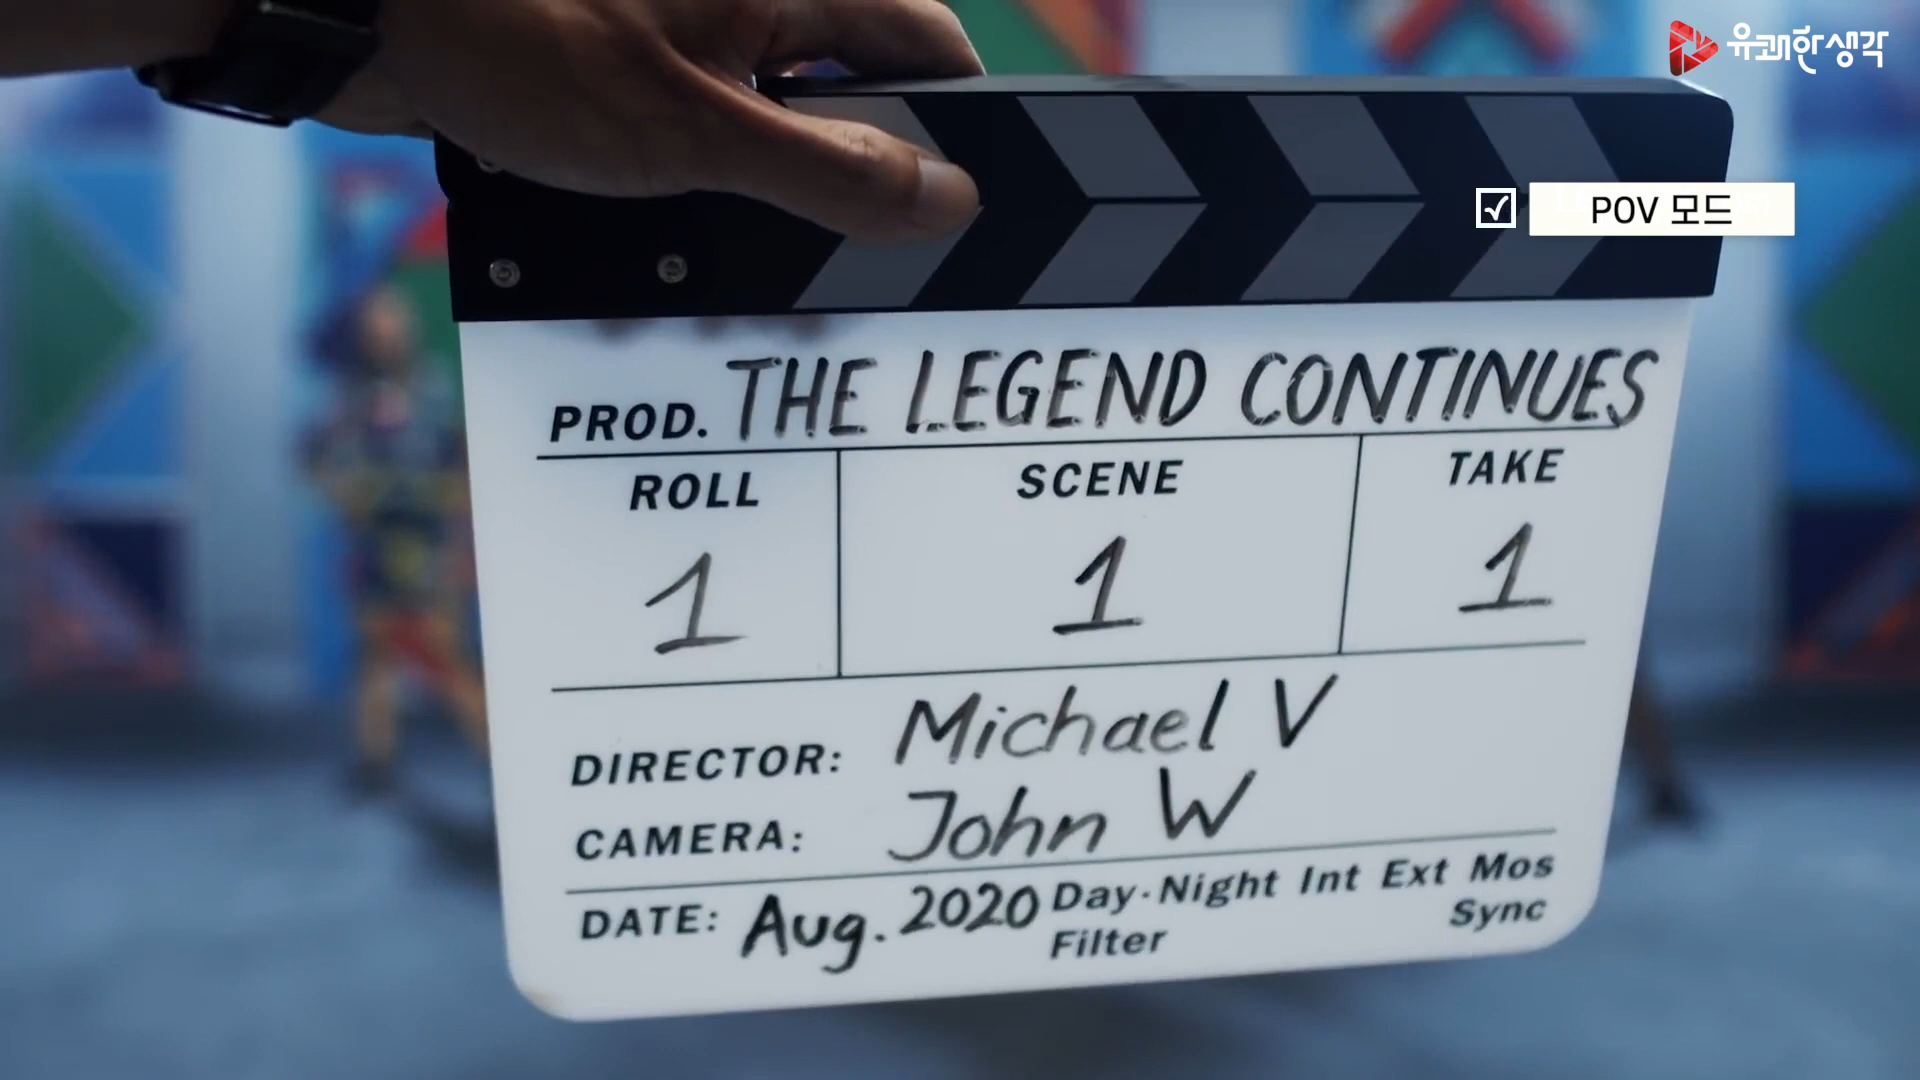 유쾌한생각
POV 모드
PROD. THE LEGEND CONTINUES
ROLL SCENE TAKE
1 1 1
DIRECTOR: Michael V
CAMERA: John W
DATE: Aug. 2020 Day·Night Int Ext Mos
Filter Sync